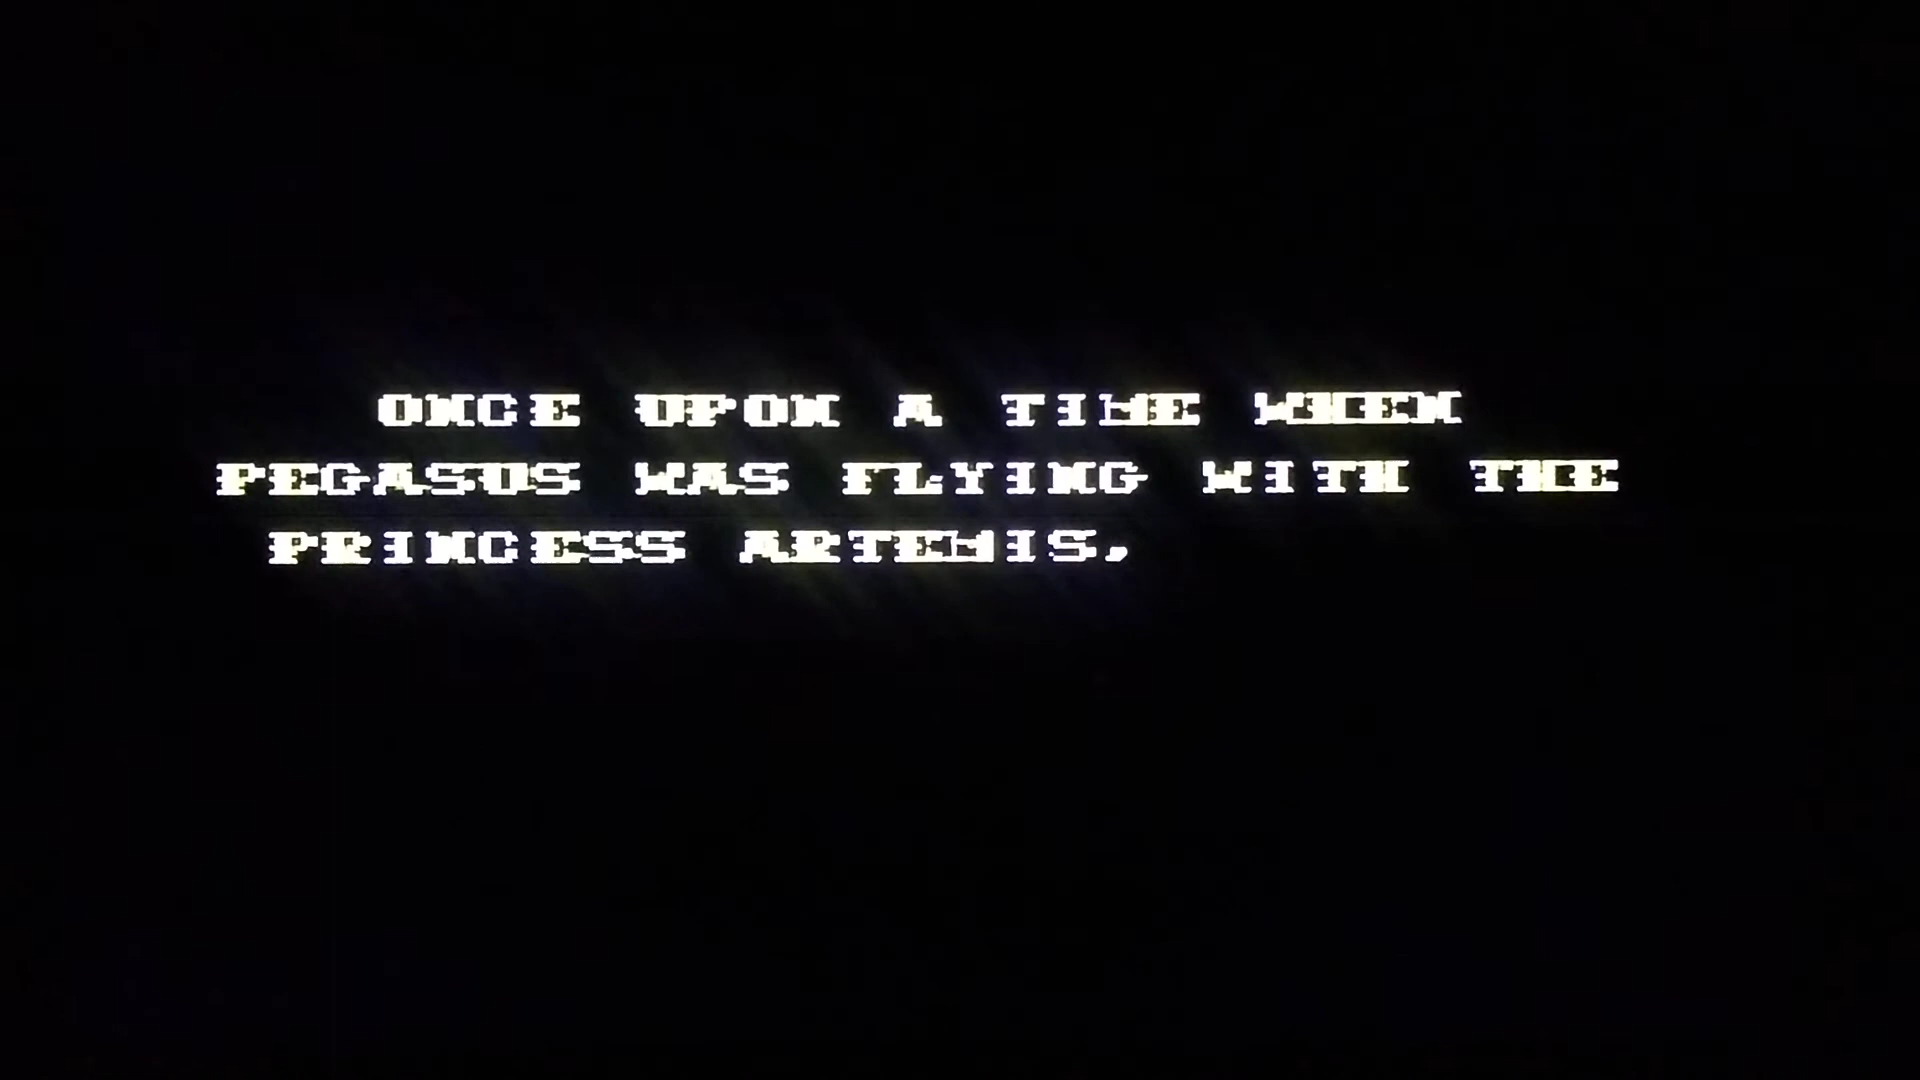 ONCE UPON A TIME WHEN
PEGASUS WAS FLYING WITH THE
PRINCESS ARTEMIS,